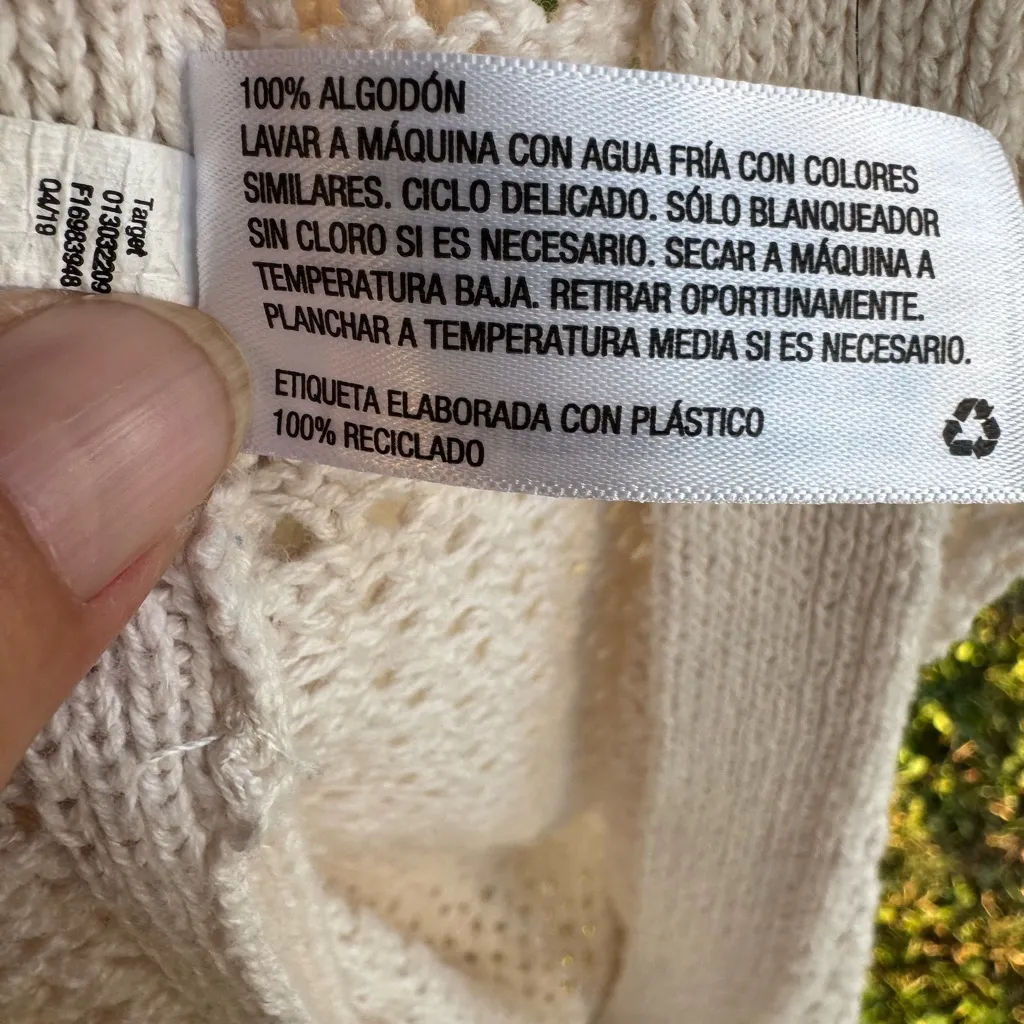 100% ALGODÓN
LAVAR A MÁQUINA CON AGUA FRÍA CON COLORES
SIMILARES. CICLO DELICADO. SÓLO BLANQUEADOR
SIN CLORO SI ES NECESARIO. SECAR A MÁQUINA A
TEMPERATURA BAJA. RETIRAR OPORTUNAMENTE.
PLANCHAR A TEMPERATURA MEDIA SI ES NECESARIO.
ETIQUETA ELABORADA CON PLÁSTICO
100% RECICLADO
Target
013032209
F16983948
Q4/19